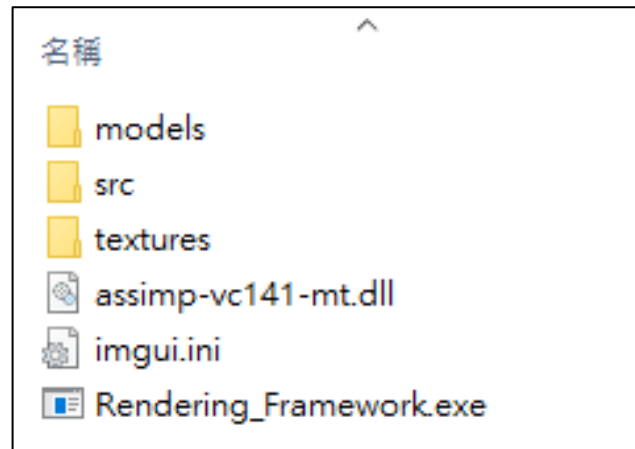 名稱
models
src
textures
assimp-vc141-mt.dll
imgui.ini
Rendering_Framework.exe